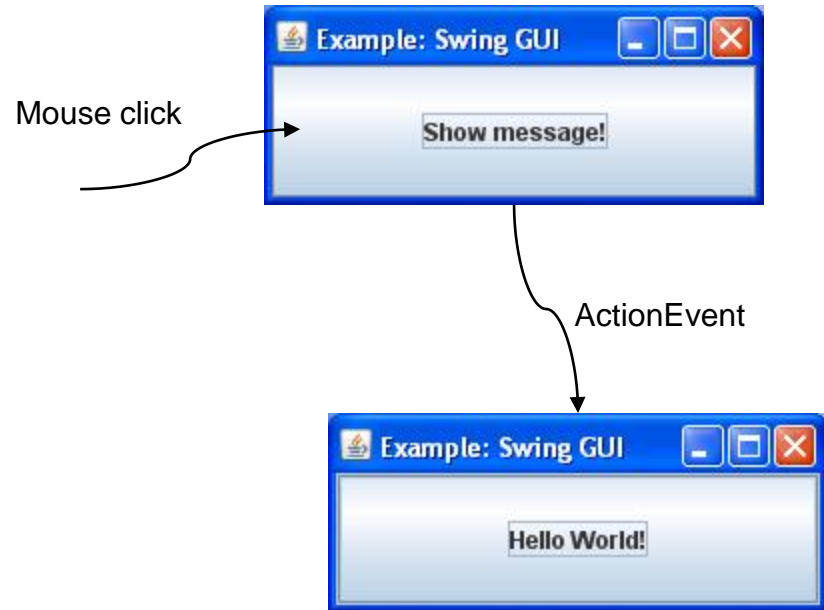 Example: Swing GUI
Mouse click
Show message!
ActionEvent
Example: Swing GUI
Hello World!